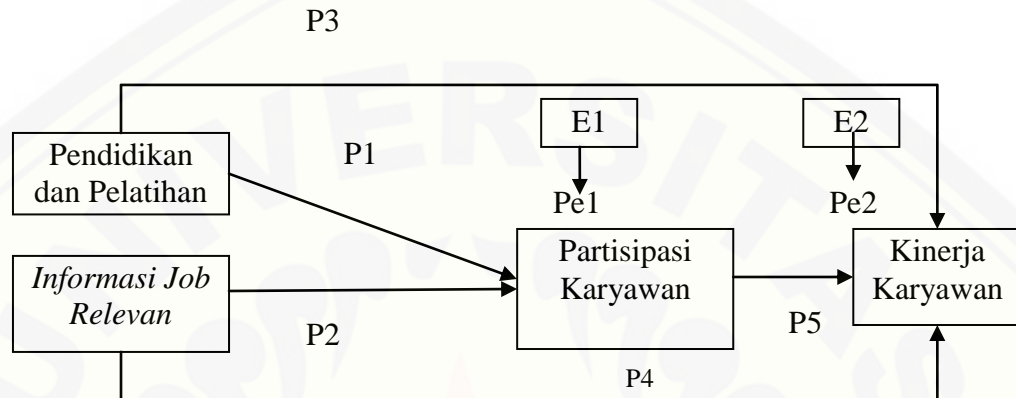 P3
E1
E2
Pendidikan
dan Pelatihan
P1
Pe1
Pe2
Partisipasi
Karyawan
Kinerja
Karyawan
Informasi Job
Relevan
P2
P5
P4
UNIVERSITAS